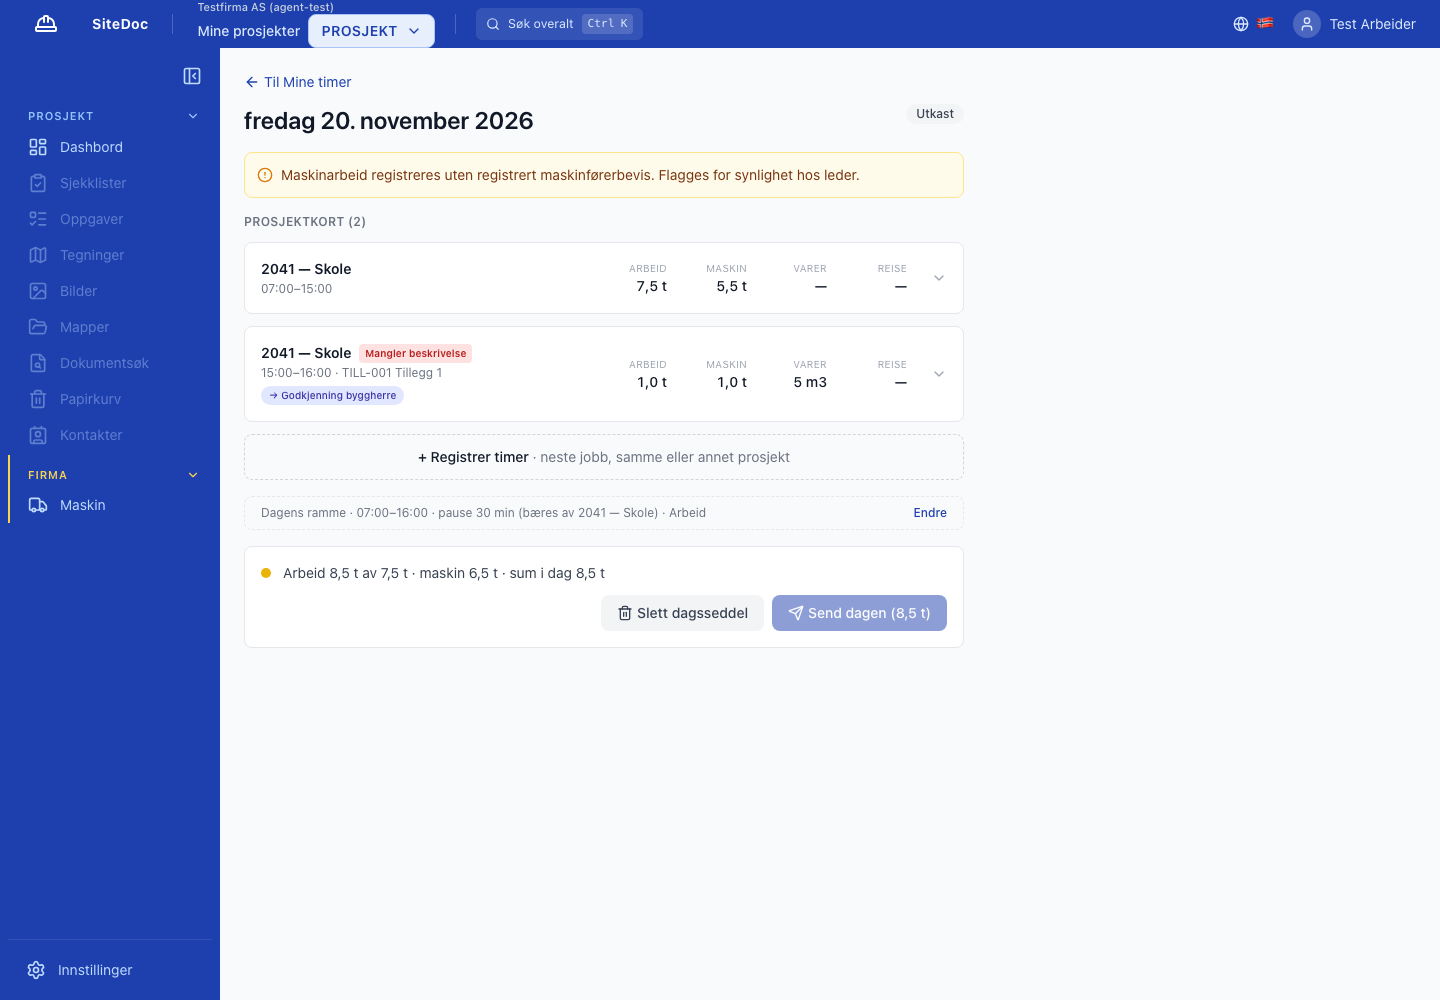 Testfirma AS (agent-test)
SiteDoc
Mine prosjekter
PROSJEKT
Søk overalt
Ctrl K
Test Arbeider
PROSJEKT
Dashbord
Sjekklister
Oppgaver
Tegninger
Bilder
Mapper
Dokumentsøk
Papirkurv
Kontakter
FIRMA
Maskin
Innstillinger
← Til Mine timer
fredag 20. november 2026
Utkast
Maskinarbeid registreres uten registrert maskinførerbevis. Flagges for synlighet hos leder.
PROSJEKTKORT (2)
2041 — Skole
07:00–15:00
ARBEID
7,5 t
MASKIN
5,5 t
VARER
—
REISE
—
2041 — Skole
Mangler beskrivelse
15:00–16:00 · TILL-001 Tillegg 1
→ Godkjenning byggherre
ARBEID
1,0 t
MASKIN
1,0 t
VARER
5 m3
REISE
—
+ Registrer timer · neste jobb, samme eller annet prosjekt
Dagens ramme · 07:00–16:00 · pause 30 min (bæres av 2041 — Skole) · Arbeid
Endre
Arbeid 8,5 t av 7,5 t · maskin 6,5 t · sum i dag 8,5 t
Slett dagsseddel
Send dagen (8,5 t)